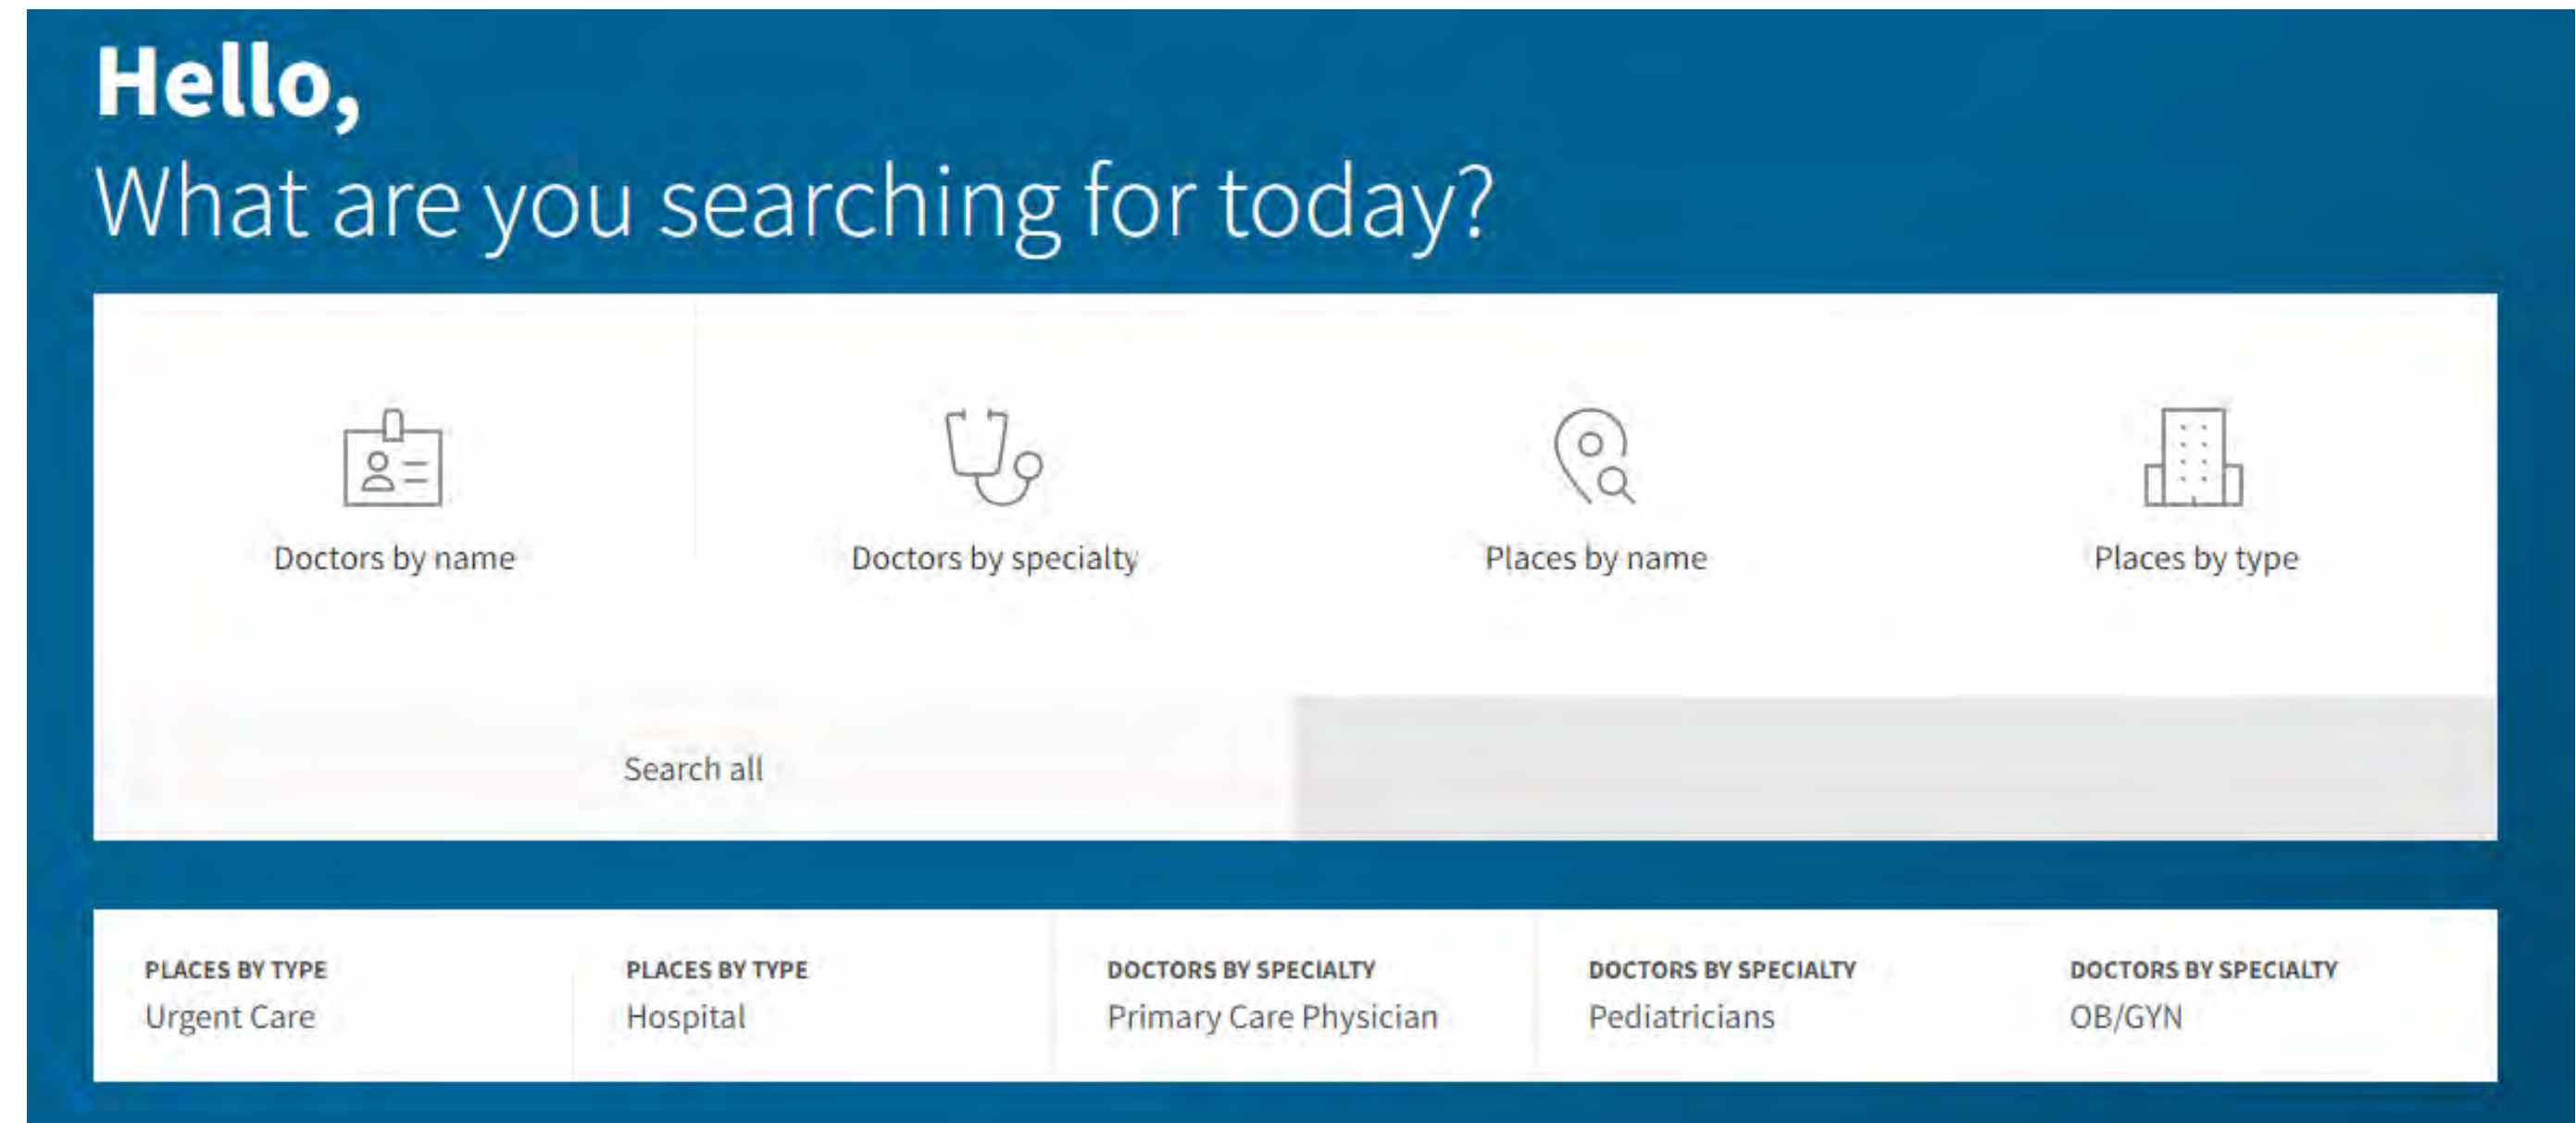 Hello,
What are you searching for today?
Doctors by name
Doctors by specialty
Places by name
Places by type
Search all
PLACES BY TYPE
Urgent Care
PLACES BY TYPE
Hospital
DOCTORS BY SPECIALTY
Primary Care Physician
DOCTORS BY SPECIALTY
Pediatricians
DOCTORS BY SPECIALTY
OB/GYN